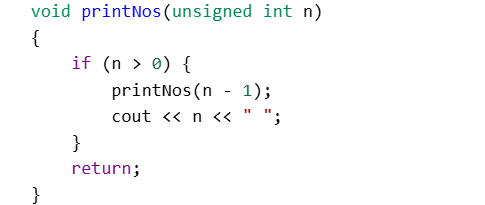 void printNos(unsigned int n)
{
    if (n > 0) {
        printNos(n - 1);
        cout << n << " ";
    }
    return;
}